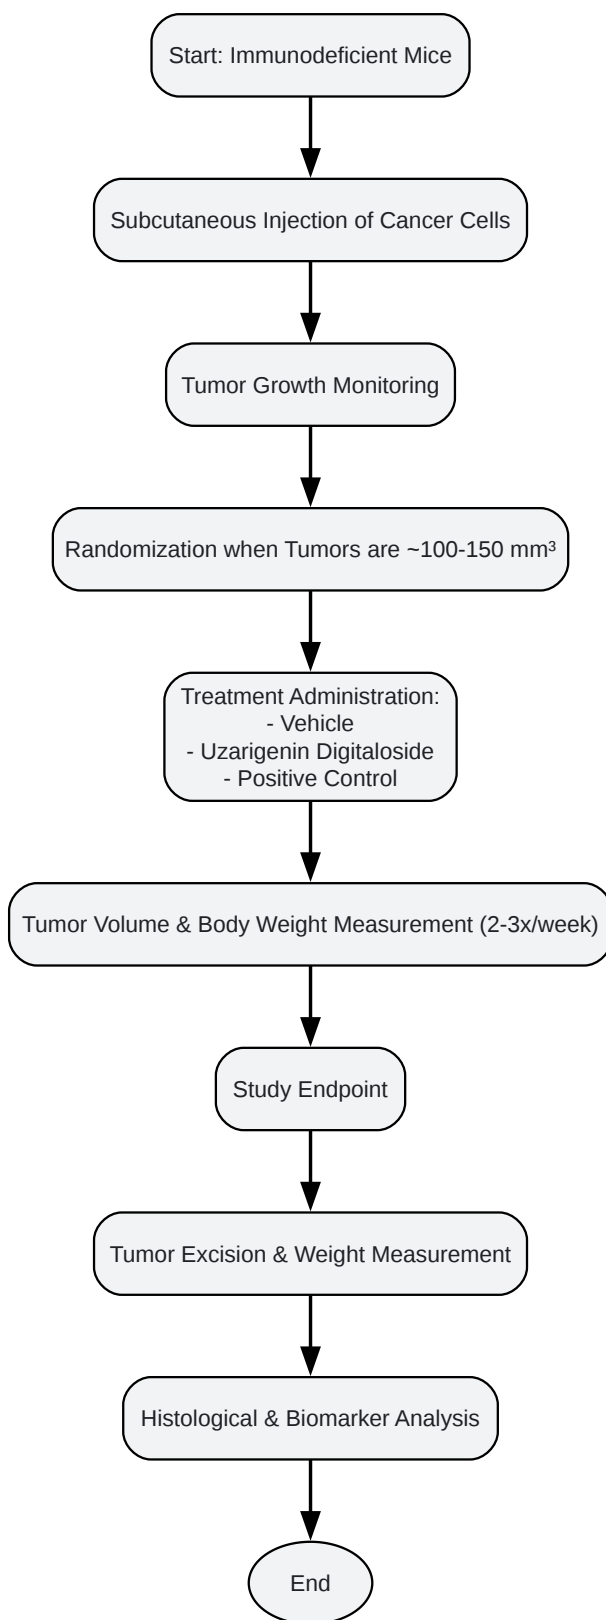 Start: Immunodeficient Mice
Subcutaneous Injection of Cancer Cells
Tumor Growth Monitoring
Randomization when Tumors are ~100-150 mm³
Treatment Administration:
- Vehicle
- Uzarigenin Digitaloside
- Positive Control
Tumor Volume & Body Weight Measurement (2-3x/week)
Study Endpoint
Tumor Excision & Weight Measurement
Histological & Biomarker Analysis
End